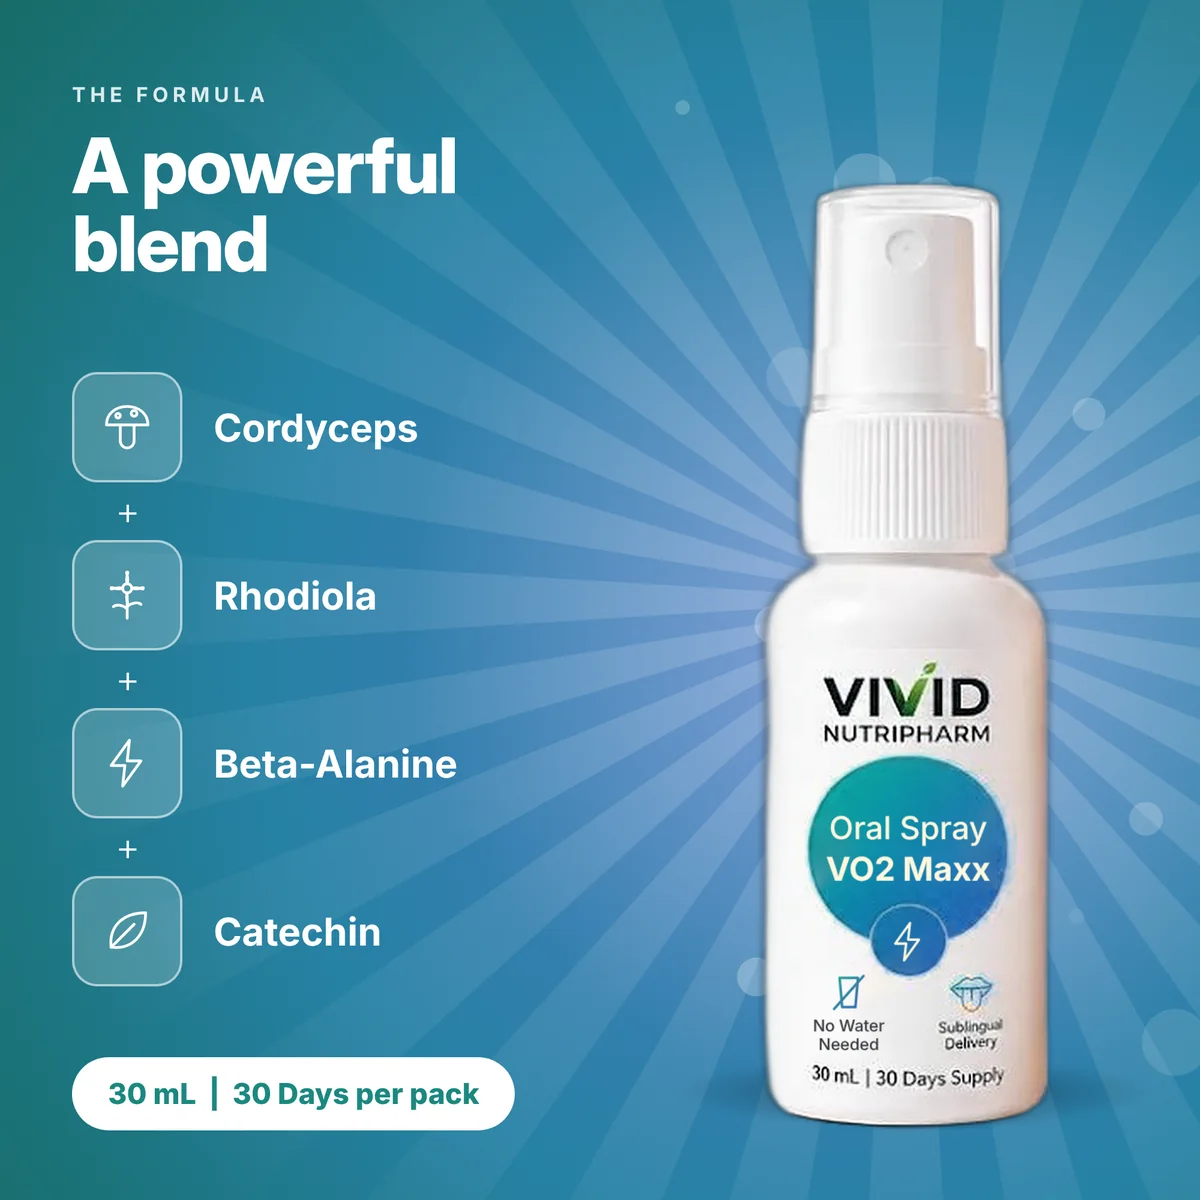 THE FORMULA
A powerful
blend
Cordyceps
+
Rhodiola
+
Beta-Alanine
+
Catechin
30 mL | 30 Days per pack
VIVID
NUTRIPHARM
Oral Spray
VO2 Maxx
No Water
Needed
Sublingual
Delivery
30 mL | 30 Days Supply